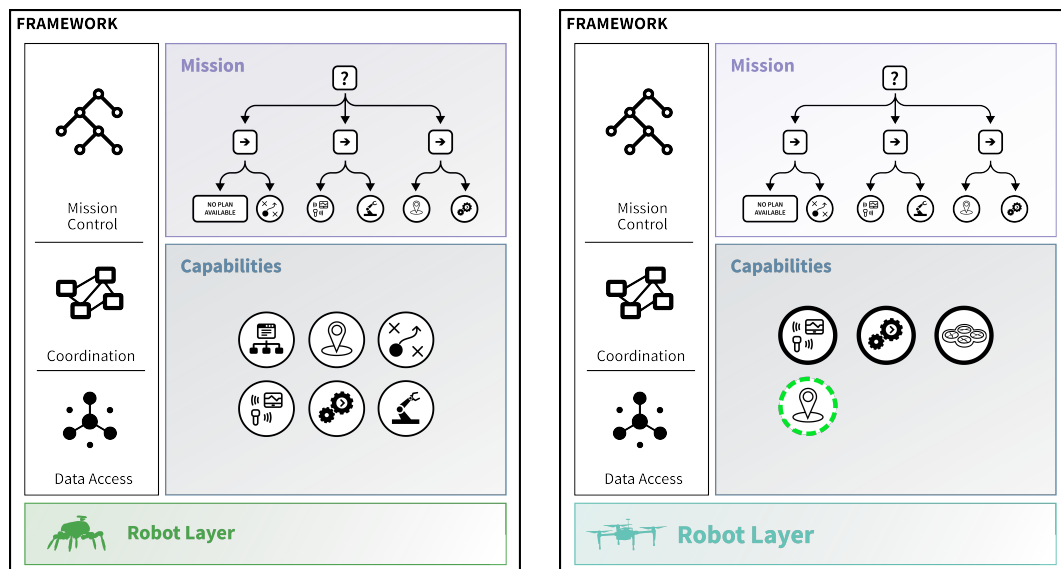 FRAMEWORK
Mission
?
NO PLAN
AVAILABLE
Mission
Control
Capabilities
Coordination
Data Access
Robot Layer
FRAMEWORK
Mission
?
NO PLAN
AVAILABLE
Mission
Control
Capabilities
Coordination
Data Access
Robot Layer